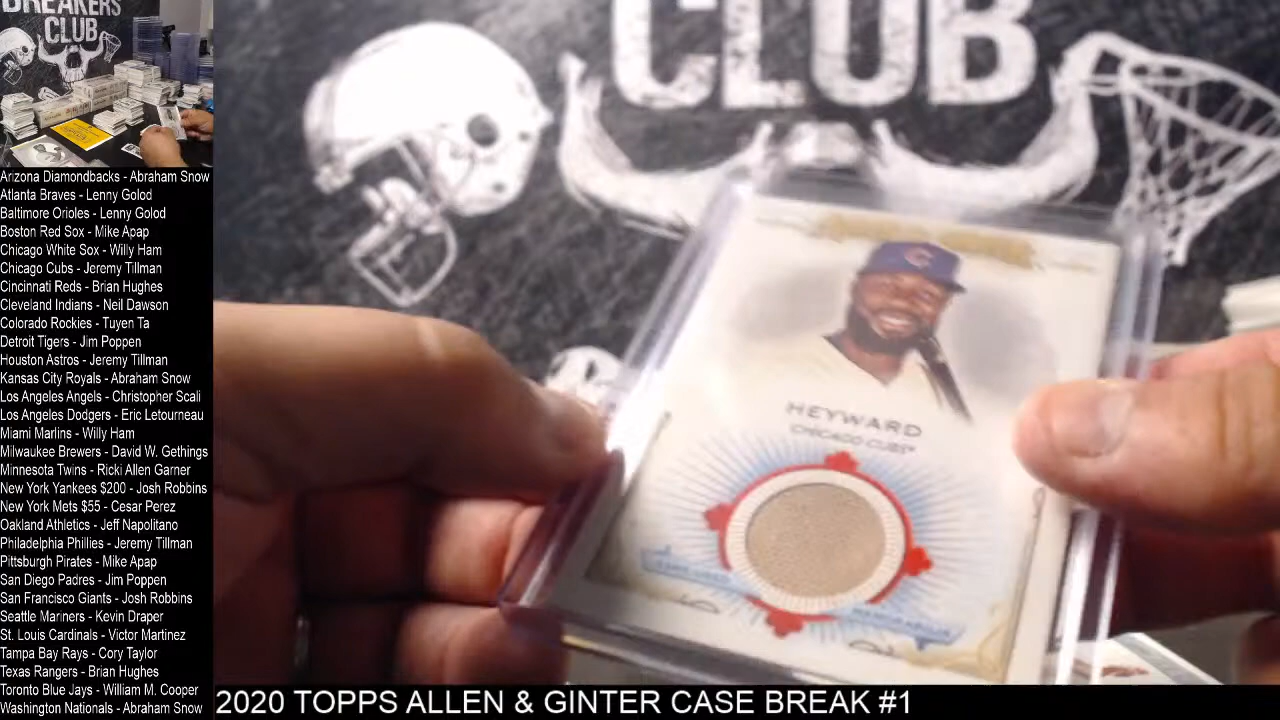 BREAKERS
CLUB
Arizona Diamondbacks - Abraham Snow
Atlanta Braves - Lenny Golod
Baltimore Orioles - Lenny Golod
Boston Red Sox - Mike Apap
Chicago White Sox - Willy Ham
Chicago Cubs - Jeremy Tillman
Cincinnati Reds - Brian Hughes
Cleveland Indians - Neil Dawson
Colorado Rockies - Tuyen Ta
Detroit Tigers - Jim Poppen
Houston Astros - Jeremy Tillman
Kansas City Royals - Abraham Snow
Los Angeles Angels - Christopher Scali
Los Angeles Dodgers - Eric Letourneau
Miami Marlins - Willy Ham
Milwaukee Brewers - David W. Gethings
Minnesota Twins - Ricki Allen Garner
New York Yankees $200 - Josh Robbins
New York Mets $55 - Cesar Perez
Oakland Athletics - Jeff Napolitano
Philadelphia Phillies - Jeremy Tillman
Pittsburgh Pirates - Mike Apap
San Diego Padres - Jim Poppen
San Francisco Giants - Josh Robbins
Seattle Mariners - Kevin Draper
St. Louis Cardinals - Victor Martinez
Tampa Bay Rays - Cory Taylor
Texas Rangers - Brian Hughes
Toronto Blue Jays - William M. Cooper
Washington Nationals - Abraham Snow
CLUB
C
HEYWARD
CHICAGO CUBS
MEMORABILIA
2020 TOPPS ALLEN & GINTER CASE BREAK #1